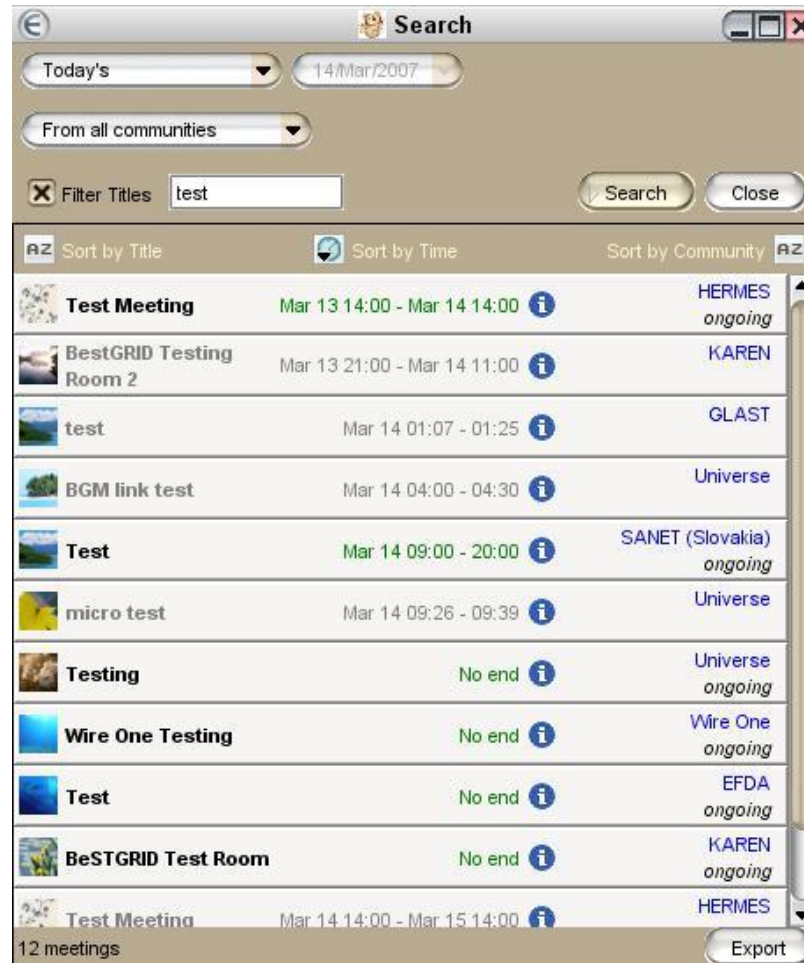 Search
Today's 14/Mar/2007
From all communities
Filter Titles test Search Close
AZ Sort by Title Sort by Time Sort by Community AZ
Test Meeting Mar 13 14:00 - Mar 14 14:00 HERMES
ongoing
BestGRID Testing
Room 2 Mar 13 21:00 - Mar 14 11:00 KAREN
test Mar 14 01:07 - 01:25 GLAST
BGM link test Mar 14 04:00 - 04:30 Universe
Test Mar 14 09:00 - 20:00 SANET (Slovakia)
ongoing
micro test Mar 14 09:26 - 09:39 Universe
Testing No end Universe
ongoing
Wire One Testing No end Wire One
ongoing
Test No end EFDA
ongoing
BeSTGRID Test Room No end KAREN
ongoing
Test Meeting Mar 14 14:00 - Mar 15 14:00 HERMES
12 meetings Export